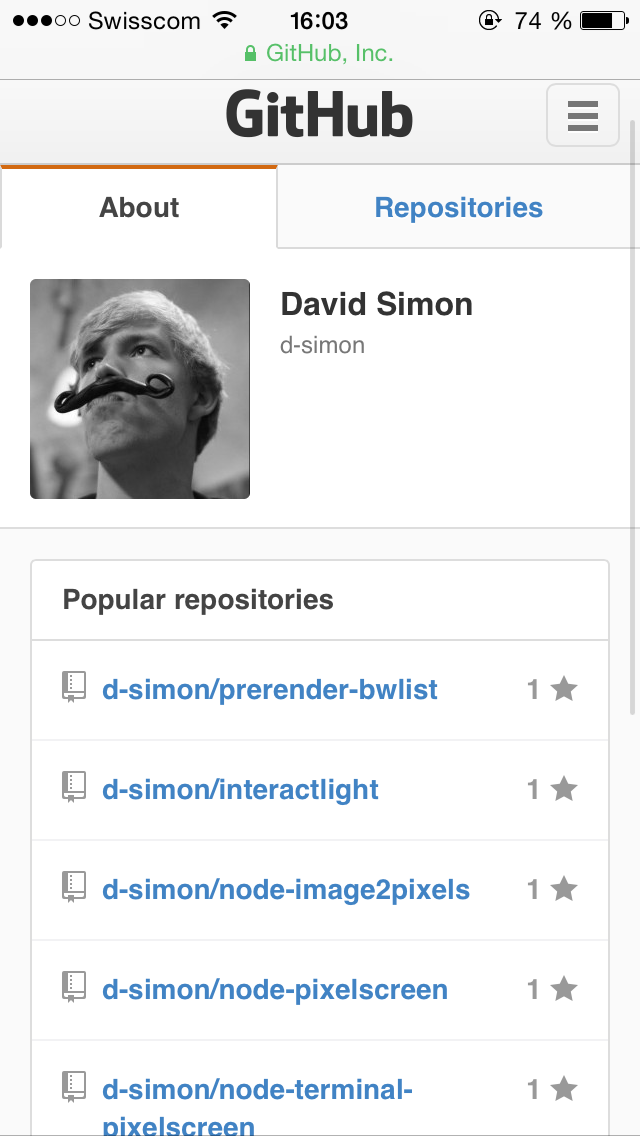 Swisscom 16:03 74 %
GitHub, Inc.
GitHub
About Repositories
David Simon
d-simon
Popular repositories
d-simon/prerender-bwlist 1
d-simon/interactlight 1
d-simon/node-image2pixels 1
d-simon/node-pixelscreen 1
d-simon/node-terminal- 1
pixelscreen